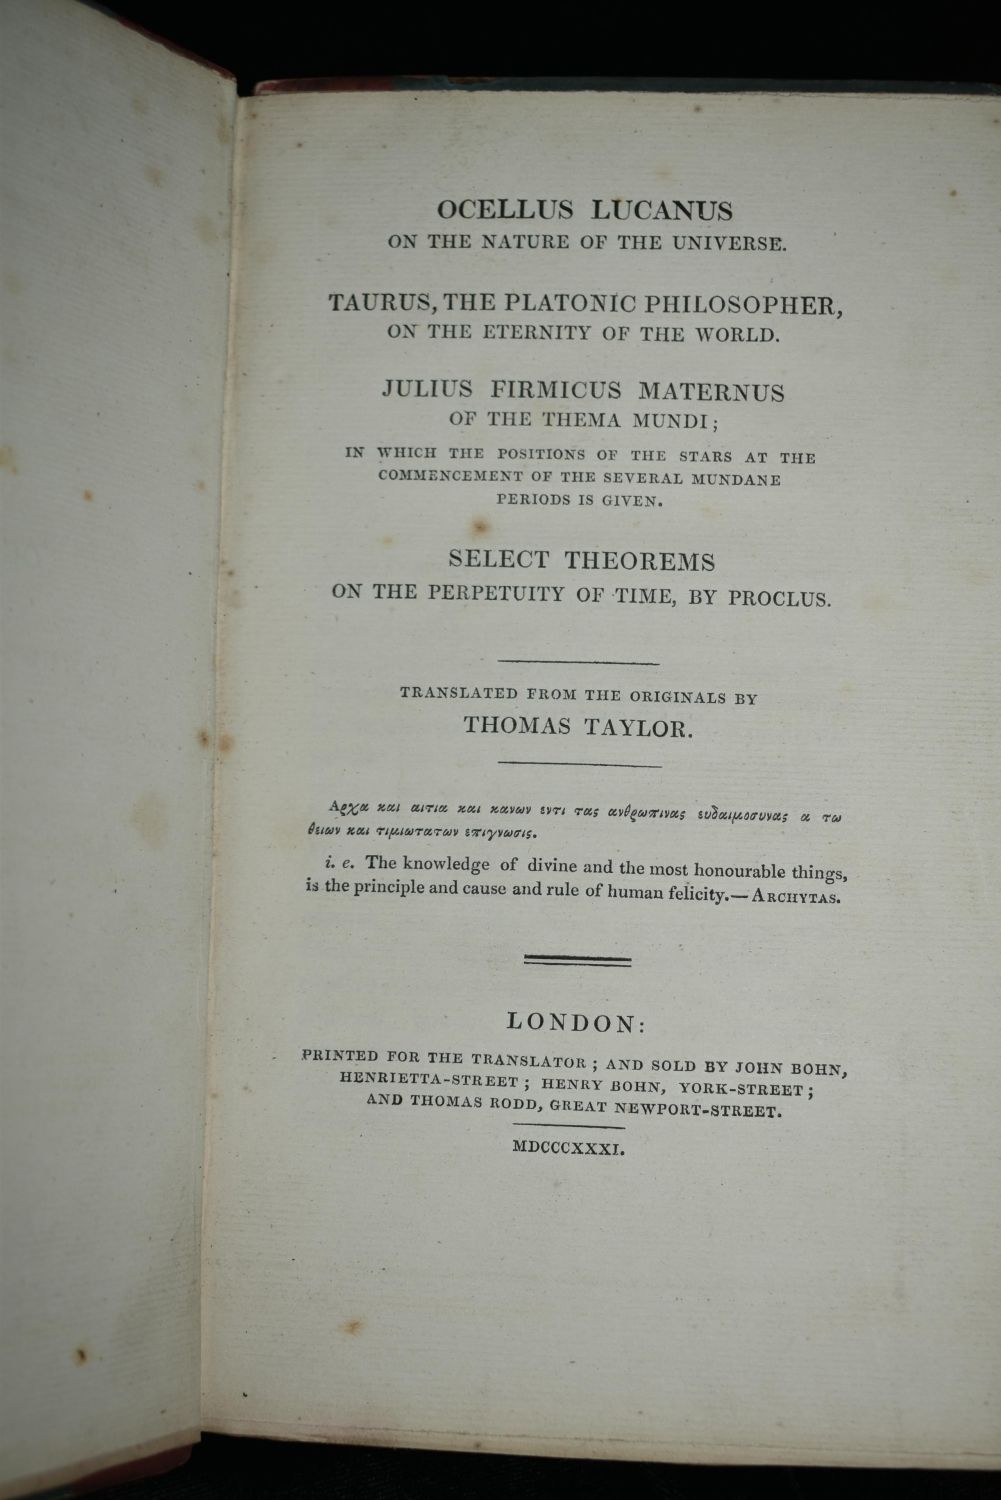 OCELLUS LUCANUS
ON THE NATURE OF THE UNIVERSE.
TAURUS, THE PLATONIC PHILOSOPHER,
ON THE ETERNITY OF THE WORLD.
JULIUS FIRMICUS MATERNUS
OF THE THEMA MUNDI;
IN WHICH THE POSITIONS OF THE STARS AT THE
COMMENCEMENT OF THE SEVERAL MUNDANE
PERIODS IS GIVEN.
SELECT THEOREMS
ON THE PERPETUITY OF TIME, BY PROCLUS.
TRANSLATED FROM THE ORIGINALS BY
THOMAS TAYLOR.
Αρχα και αιτια και κανων εντι τας ανθρωπινας ευδαιμοσυνας α τω
θειων και τιμιωτατων επιγνωσις.
i. e. The knowledge of divine and the most honourable things,
is the principle and cause and rule of human felicity.—ARCHYTAS.
LONDON:
PRINTED FOR THE TRANSLATOR; AND SOLD BY JOHN BOHN,
HENRIETTA-STREET; HENRY BOHN, YORK-STREET;
AND THOMAS RODD, GREAT NEWPORT-STREET.
MDCCCXXXI.